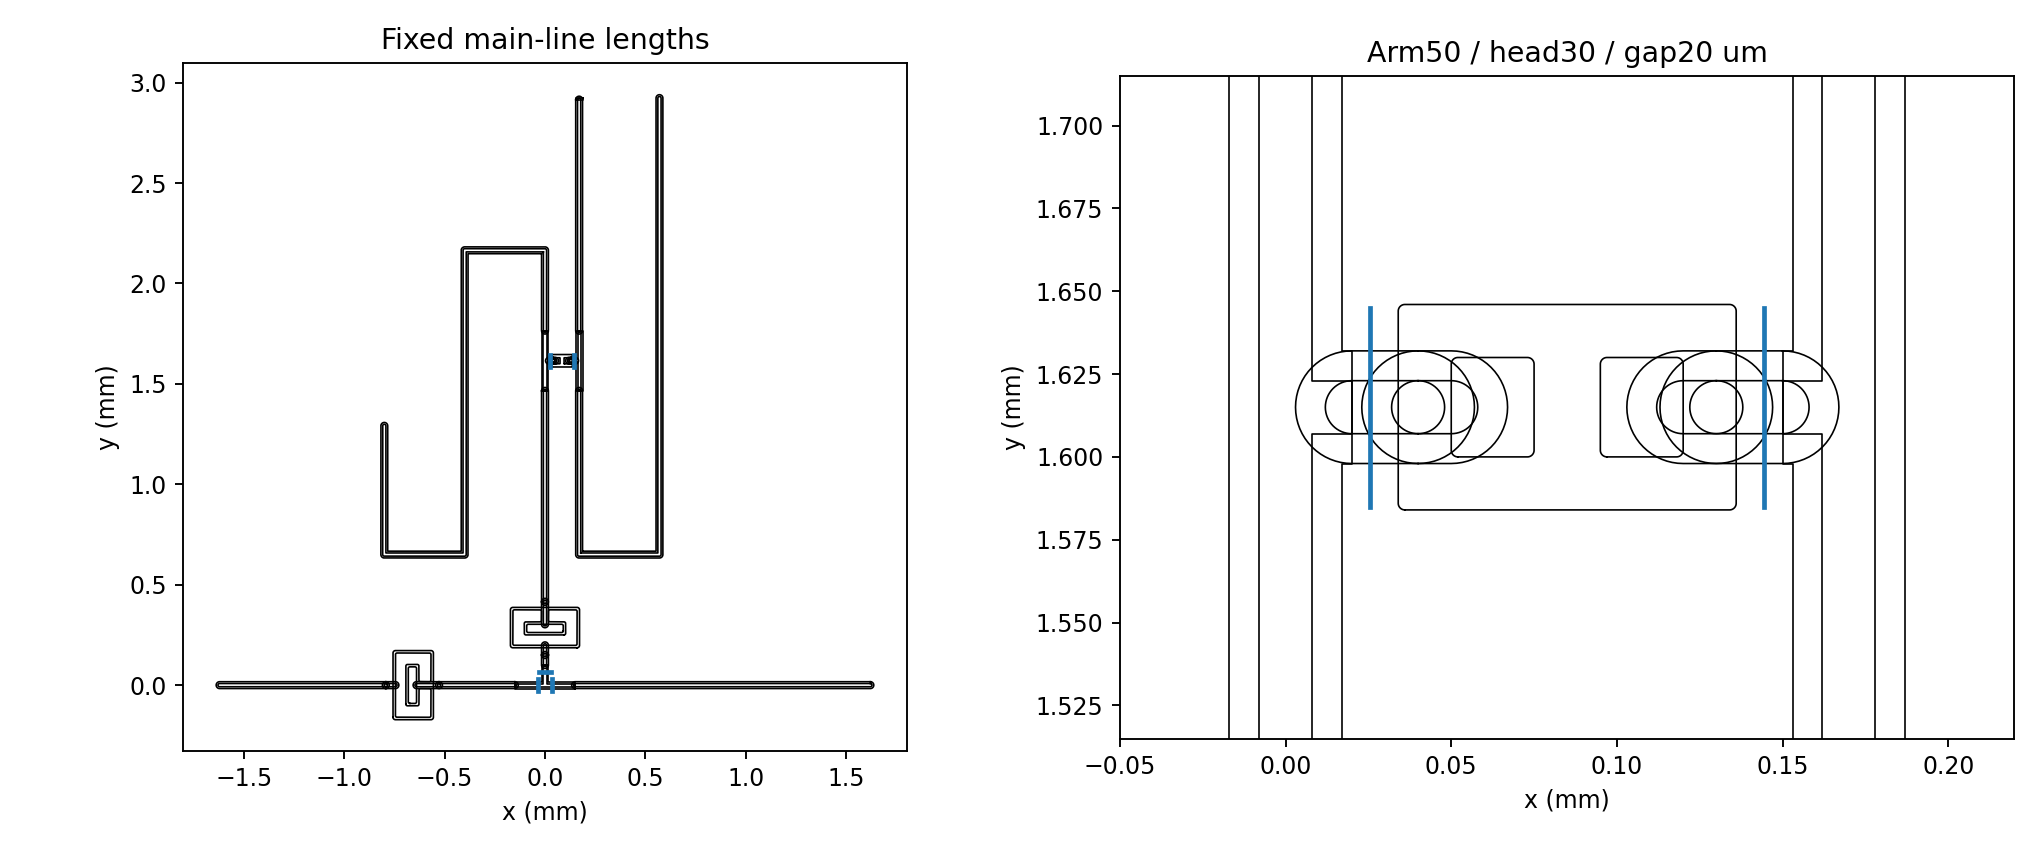 Fixed main-line lengths
y (mm)
3.0
2.5
2.0
1.5
1.0
0.5
0.0
−1.5 −1.0 −0.5 0.0 0.5 1.0 1.5
x (mm)
Arm50 / head30 / gap20 um
y (mm)
1.700
1.675
1.650
1.625
1.600
1.575
1.550
1.525
−0.05 0.00 0.05 0.10 0.15 0.20
x (mm)